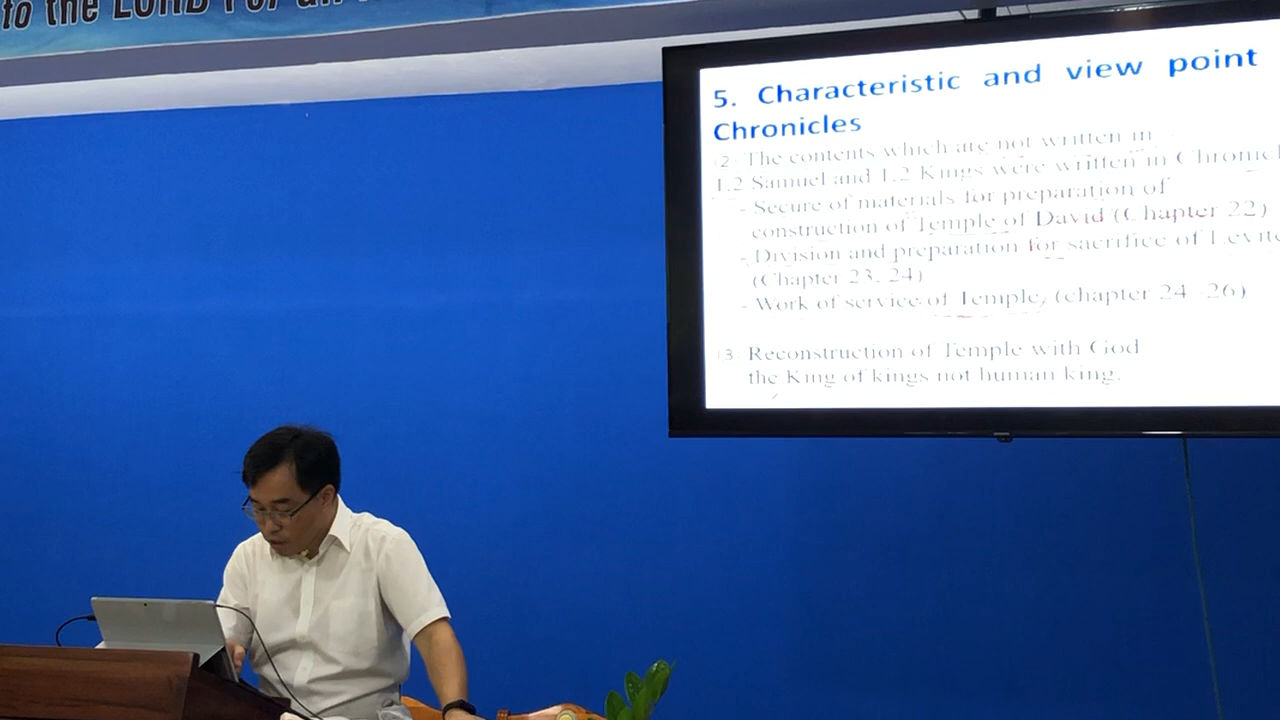 to the LORD For
5. Characteristic and view point
Chronicles
2 The contents which are not written in
1.2 Samuel and 1.2 Kings were written in Chronicl
- Secure of materials for preparation of
construction of Temple of David (Chapter 22)
- Division and preparation for sacrifice of Levite
(Chapter 23, 24)
- Work of service of Temple, (chapter 24 26)
3 Reconstruction of Temple with God
the King of kings not human king.